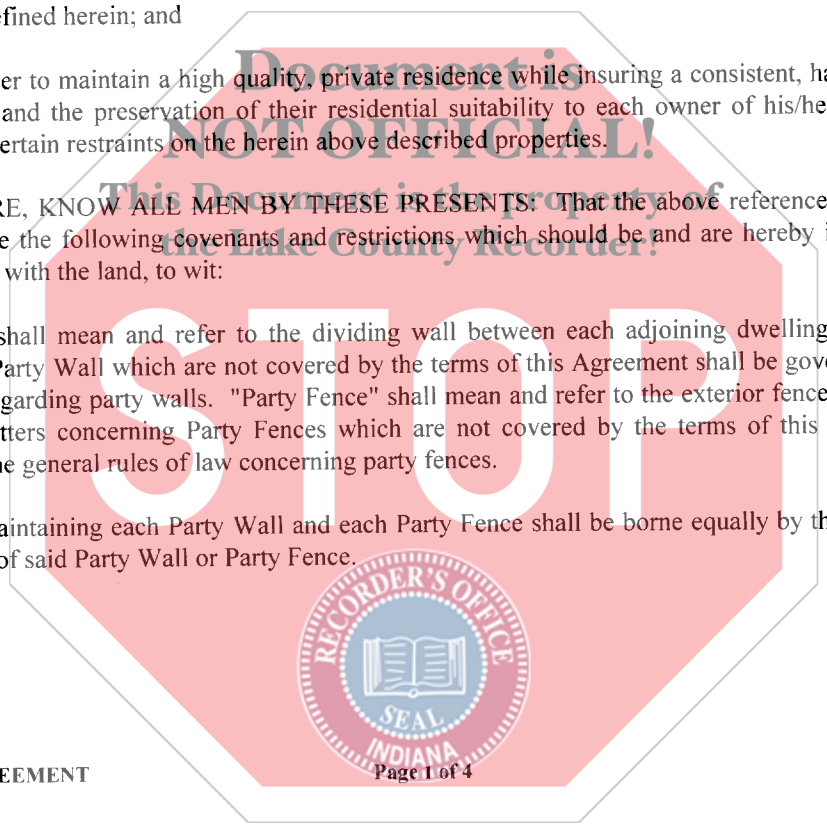 efined herein; and
Document is
er to maintain a high quality, private residence while insuring a consistent, ha
and the preservation of their residential suitability to each owner of his/he
NOT OFFICIAL!
ertain restraints on the herein above described properties.
This Document is the property of
RE, KNOW ALL MEN BY THESE PRESENTS: That the above reference
the Lake County Recorder!
e the following covenants and restrictions which should be and are hereby i
with the land, to wit:
STOP
shall mean and refer to the dividing wall between each adjoining dwelling
Party Wall which are not covered by the terms of this Agreement shall be gove
garding party walls. "Party Fence" shall mean and refer to the exterior fence
tters concerning Party Fences which are not covered by the terms of this
he general rules of law concerning party fences.
aintaining each Party Wall and each Party Fence shall be borne equally by th
of said Party Wall or Party Fence.
RECORDER'S OFFICE
SEAL
INDIANA
EEMENT Page 1 of 4